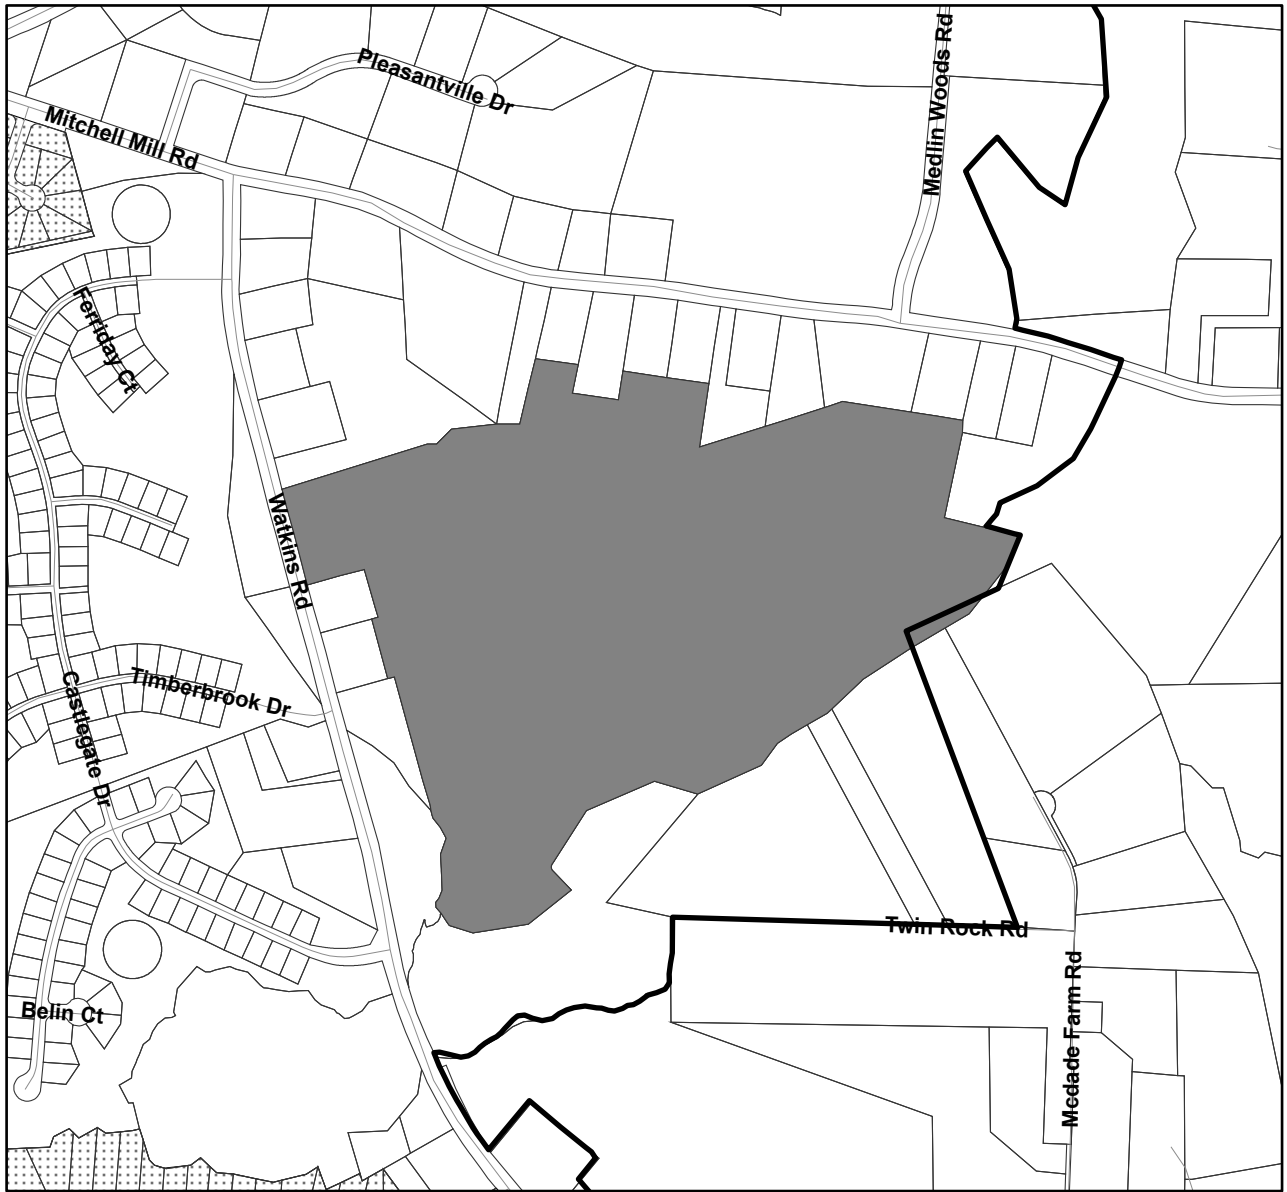 Medlin Woods Rd
Pleasantville Dr
Mitchell Mill Rd
Ferriday Ct
Watkins Rd
Timberbrook Dr
Castlegate Dr
Twin Rock Rd
Belin Ct
Mcdade Farm Rd